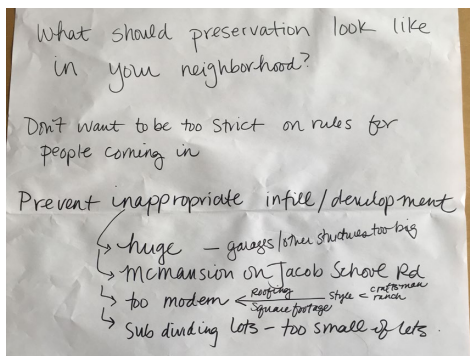 What should preservation look like
in your neighborhood?
Don't want to be too strict on rules for
people coming in
Prevent inappropriate infill/development
huge – garages/other structures too big
McMansion on Jacob Schove Rd
too modern Roofing Square footage style craftsman ranch
Sub dividing lots – too small of lots.